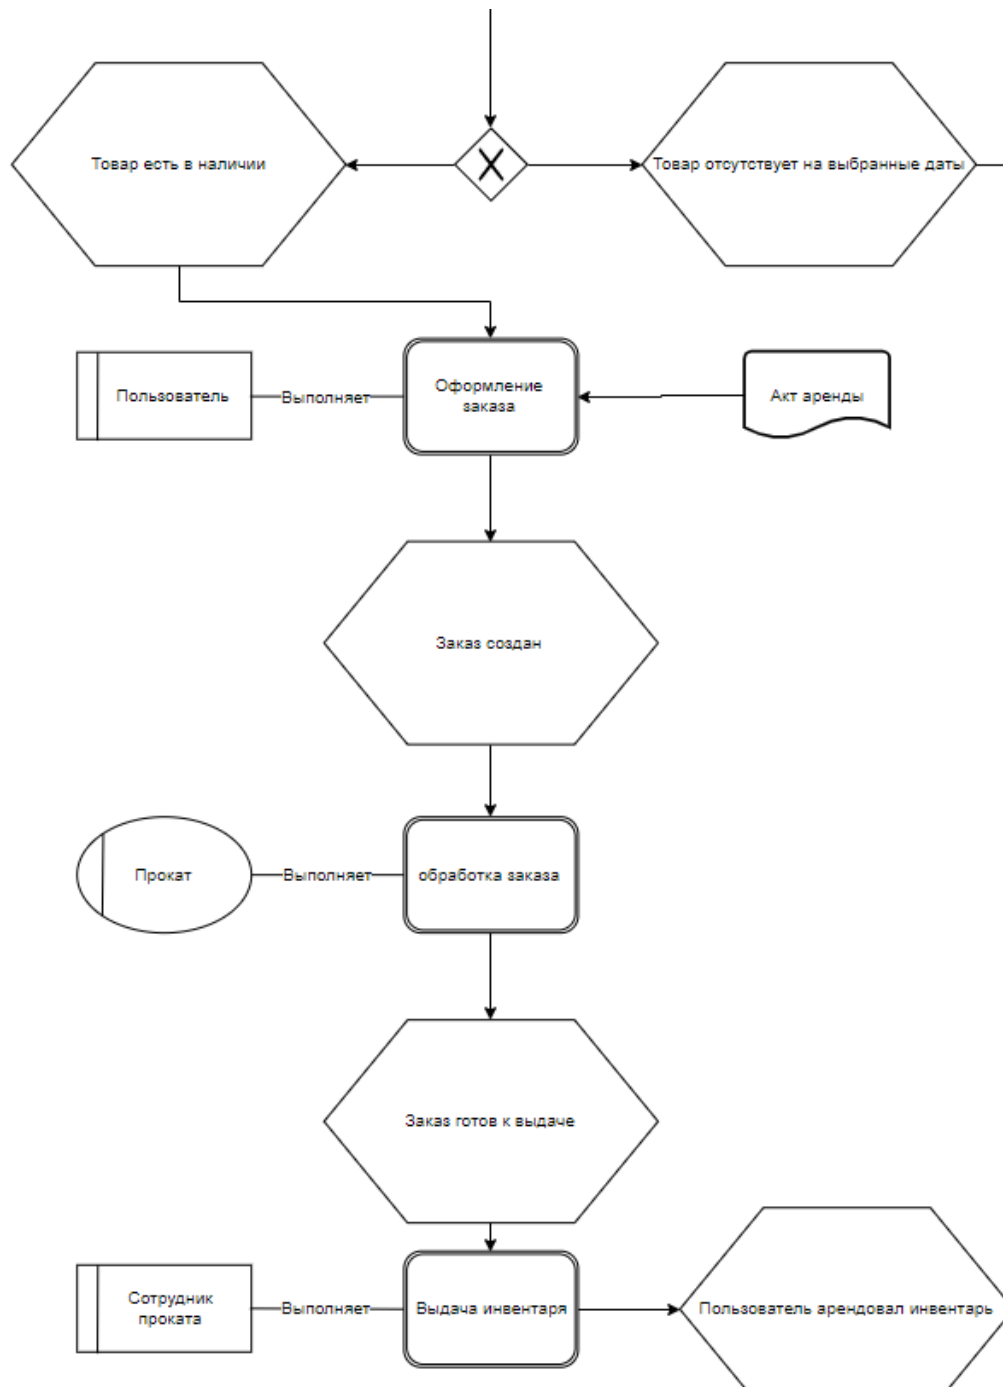 Товар есть в наличии
Товар отсутствует на выбранные даты
Пользователь
Выполняет
Оформление
заказа
Акт аренды
Заказ создан
Прокат
Выполняет
обработка заказа
Заказ готов к выдаче
Сотрудник
проката
Выполняет
Выдача инвентаря
Пользователь арендовал инвентарь